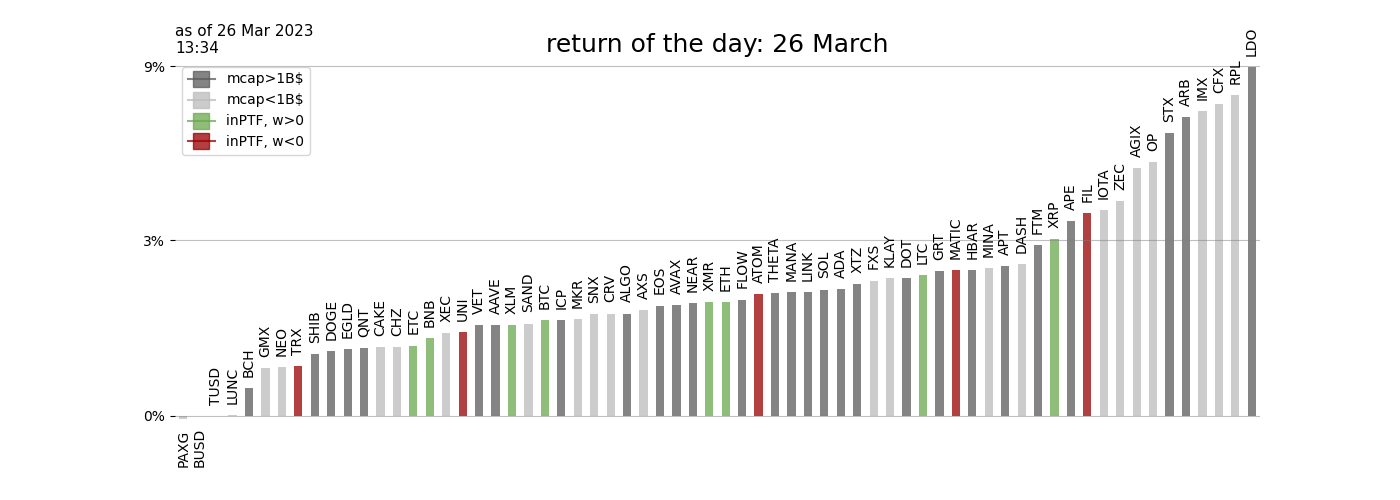 as of 26 Mar 2023
13:34
return of the day: 26 March
9%
3%
0%
mcap>1B$
mcap<1B$
inPTF, w>0
inPTF, w<0
PAXG
BUSD
TUSD
LUNC
BCH
GMX
NEO
TRX
SHIB
DOGE
EGLD
QNT
CAKE
CHZ
ETC
BNB
XEC
UNI
VET
AAVE
XLM
SAND
BTC
ICP
MKR
SNX
CRV
ALGO
AXS
EOS
AVAX
NEAR
XMR
ETH
FLOW
ATOM
THETA
MANA
LINK
SOL
ADA
XTZ
FXS
KLAY
DOT
LTC
GRT
MATIC
HBAR
MINA
APT
DASH
FTM
XRP
APE
FIL
IOTA
ZEC
AGIX
OP
STX
ARB
IMX
CFX
RPL
LDO